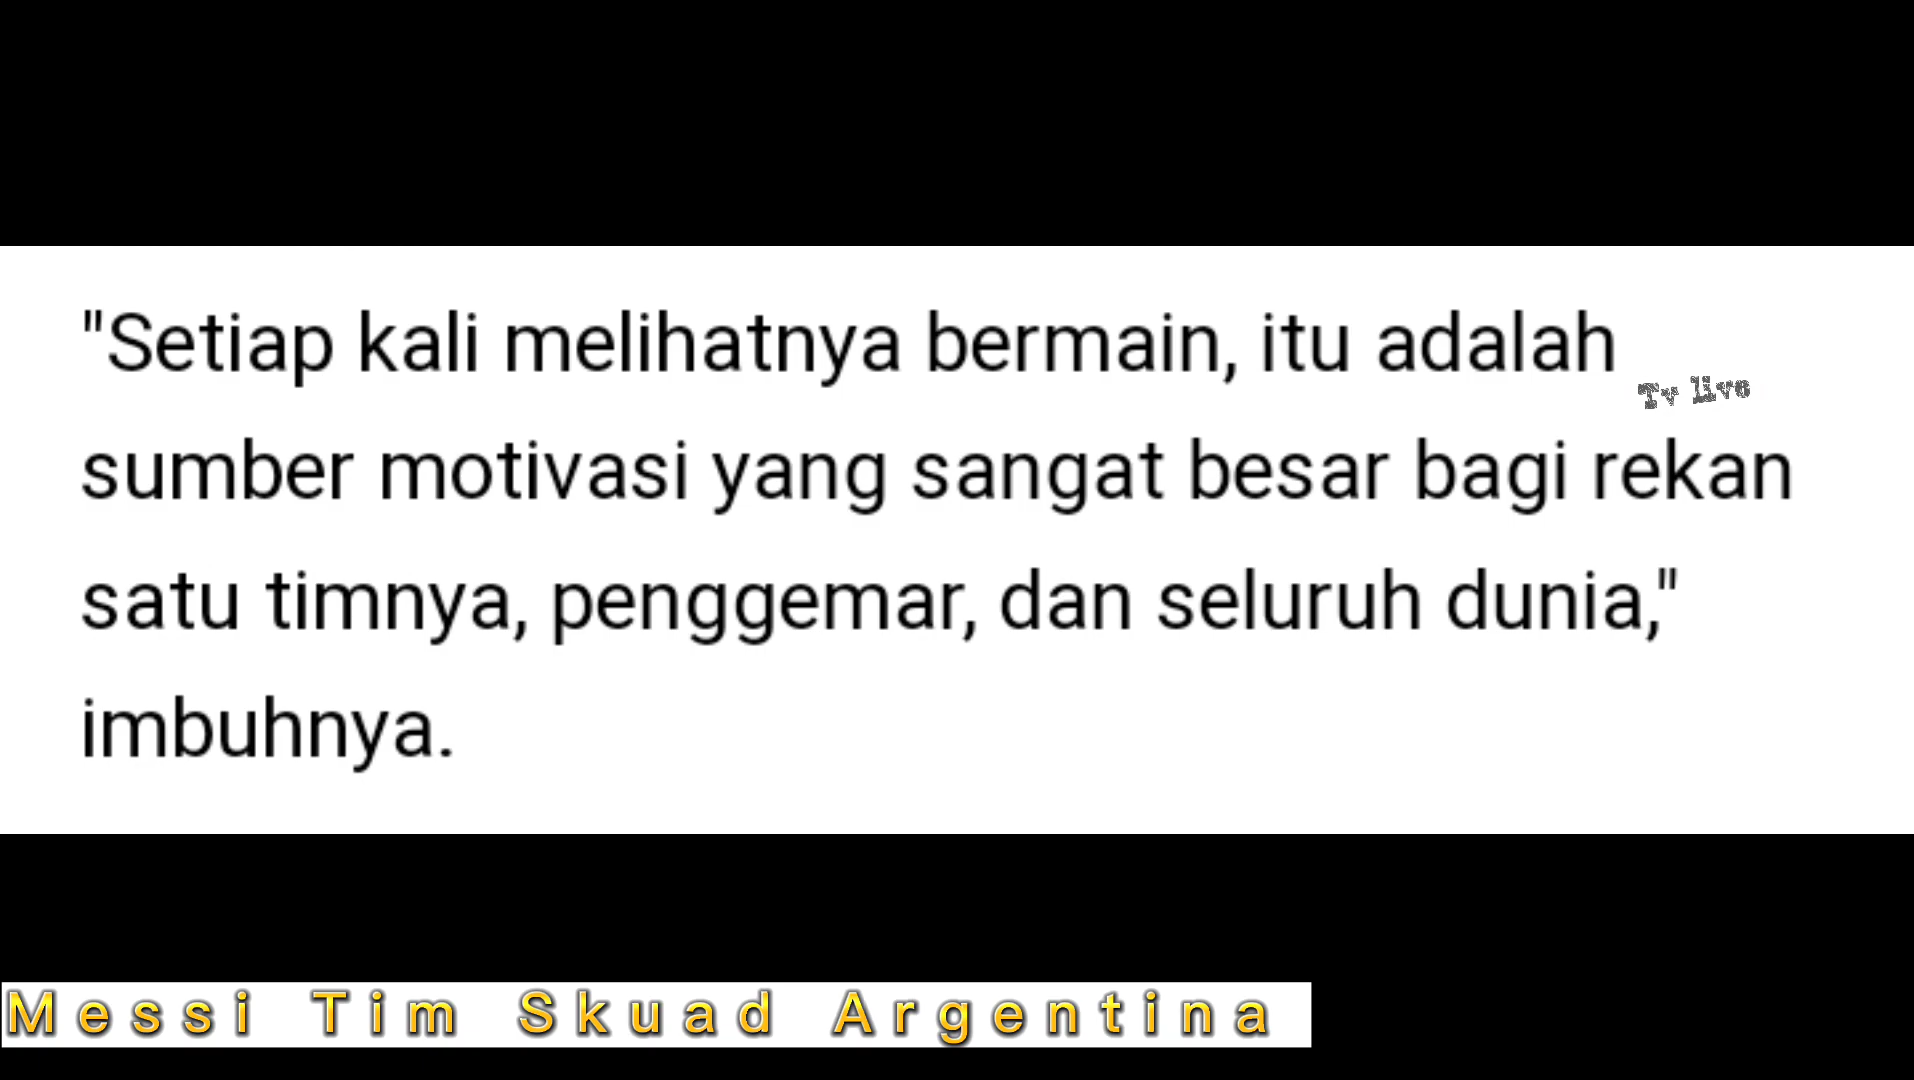 "Setiap kali melihatnya bermain, itu adalah
Tv live
sumber motivasi yang sangat besar bagi rekan
satu timnya, penggemar, dan seluruh dunia,"
imbuhnya.
Messi Tim Skuad Argentina